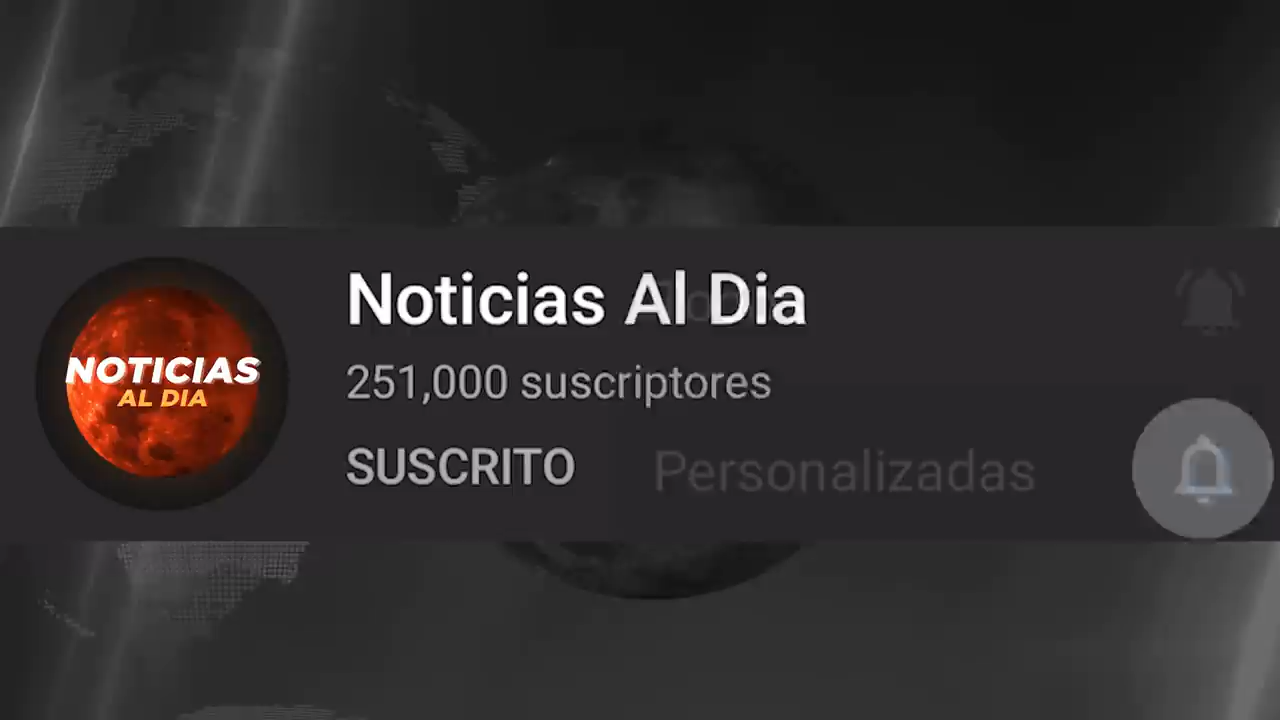 NOTICIAS
AL DIA
Noticias Al Dia
251,000 suscriptores
SUSCRITO
Personalizadas